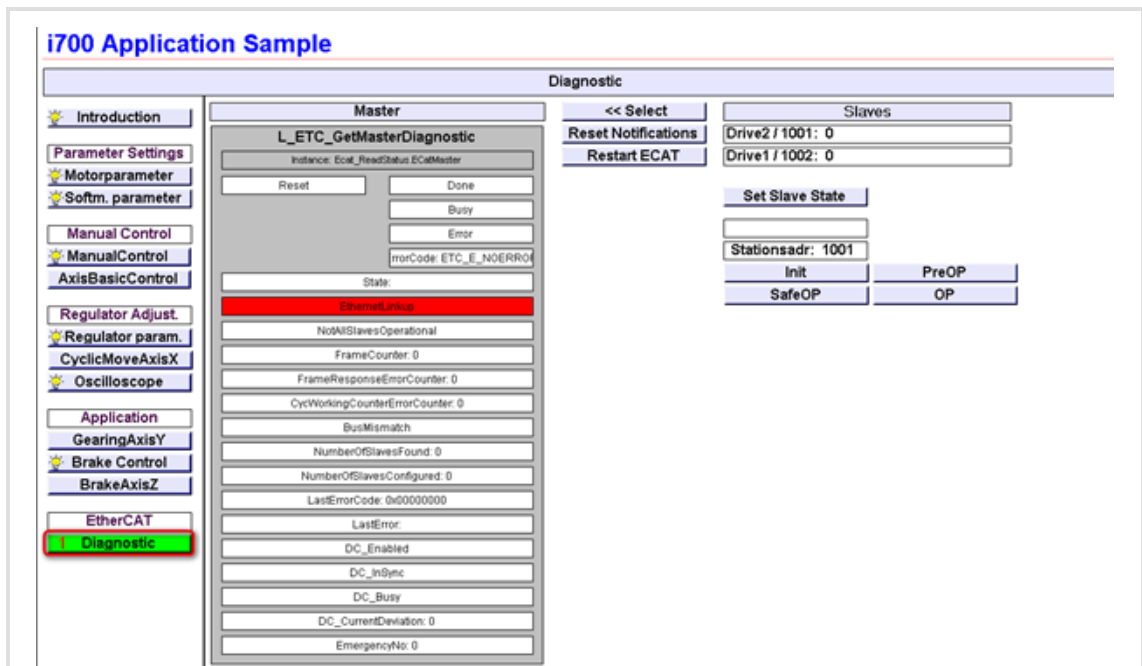 i700 Application Sample
Diagnostic
Introduction
Parameter Settings
Motorparameter
Softm. parameter
Manual Control
ManualControl
AxisBasicControl
Regulator Adjust.
Regulator param.
CyclicMoveAxisX
Oscilloscope
Application
GearingAxisY
Brake Control
BrakeAxisZ
EtherCAT
1 Diagnostic
Master
L_ETC_GetMasterDiagnostic
Instance: Ecat_ReadStatus.ECatMaster
Reset
Done
Busy
Error
rrorCode: ETC_E_NOERRO
State:
EthernetLinkup
NotAllSlavesOperational
FrameCounter: 0
FrameResponseErrorCounter: 0
CycWorkingCounterErrorCounter: 0
BusMismatch
NumberOfSlavesFound: 0
NumberOfSlavesConfigured: 0
LastErrorCode: 0x00000000
LastError:
DC_Enabled
DC_InSync
DC_Busy
DC_CurrentDeviation: 0
EmergencyNo: 0
<< Select
Reset Notifications
Restart ECAT
Slaves
Drive2 / 1001: 0
Drive1 / 1002: 0
Set Slave State
Stationsadr: 1001
Init PreOP
SafeOP OP